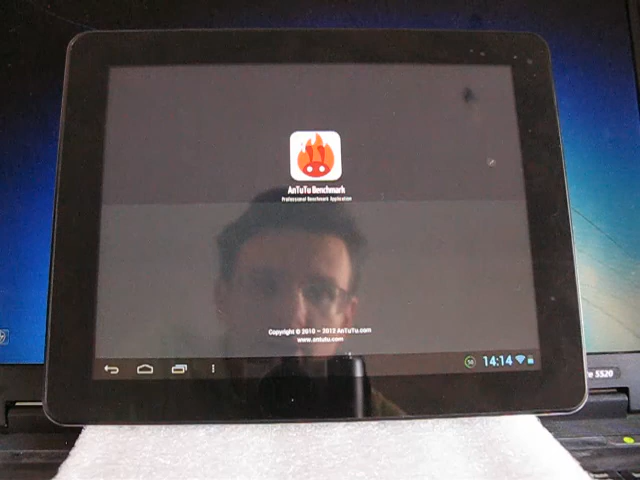 AnTuTu Benchmark
Professional Benchmark Application
Copyright © 2010 – 2012 AnTuTu.com
www.antutu.com
14:14
5520